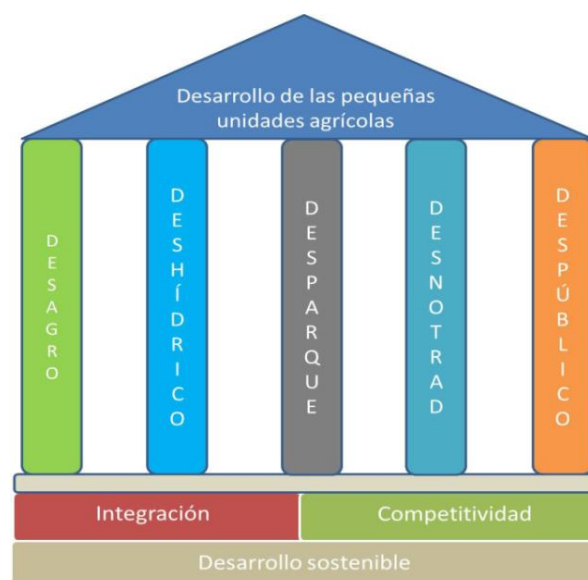 Desarrollo de las pequeñas
unidades agrícolas
DESAGRO
DESHÍDRICO
DESPARQUE
DESNOTRAD
DESPÚBLICO
Integración
Competitividad
Desarrollo sostenible